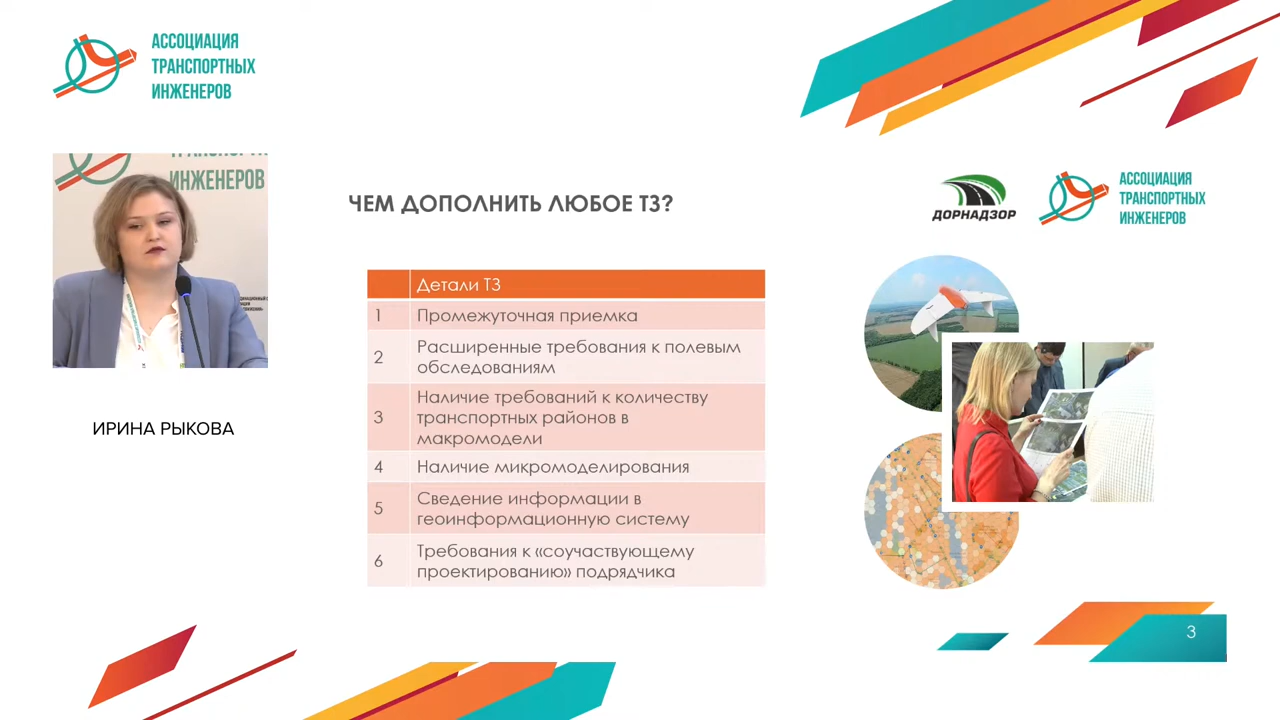 АССОЦИАЦИЯ
ТРАНСПОРТНЫХ
ИНЖЕНЕРОВ
ИНЖЕНЕРОВ
ИРИНА РЫКОВА
ЧЕМ ДОПОЛНИТЬ ЛЮБОЕ ТЗ?
ДОРНАДЗОР
АССОЦИАЦИЯ
ТРАНСПОРТНЫХ
ИНЖЕНЕРОВ
Детали ТЗ
1 Промежуточная приемка
2 Расширенные требования к полевым
обследованиям
3 Наличие требований к количеству
транспортных районов в
макромодели
4 Наличие микромоделирования
5 Сведение информации в
геоинформационную систему
6 Требования к «соучаствующему
проектированию» подрядчика
3